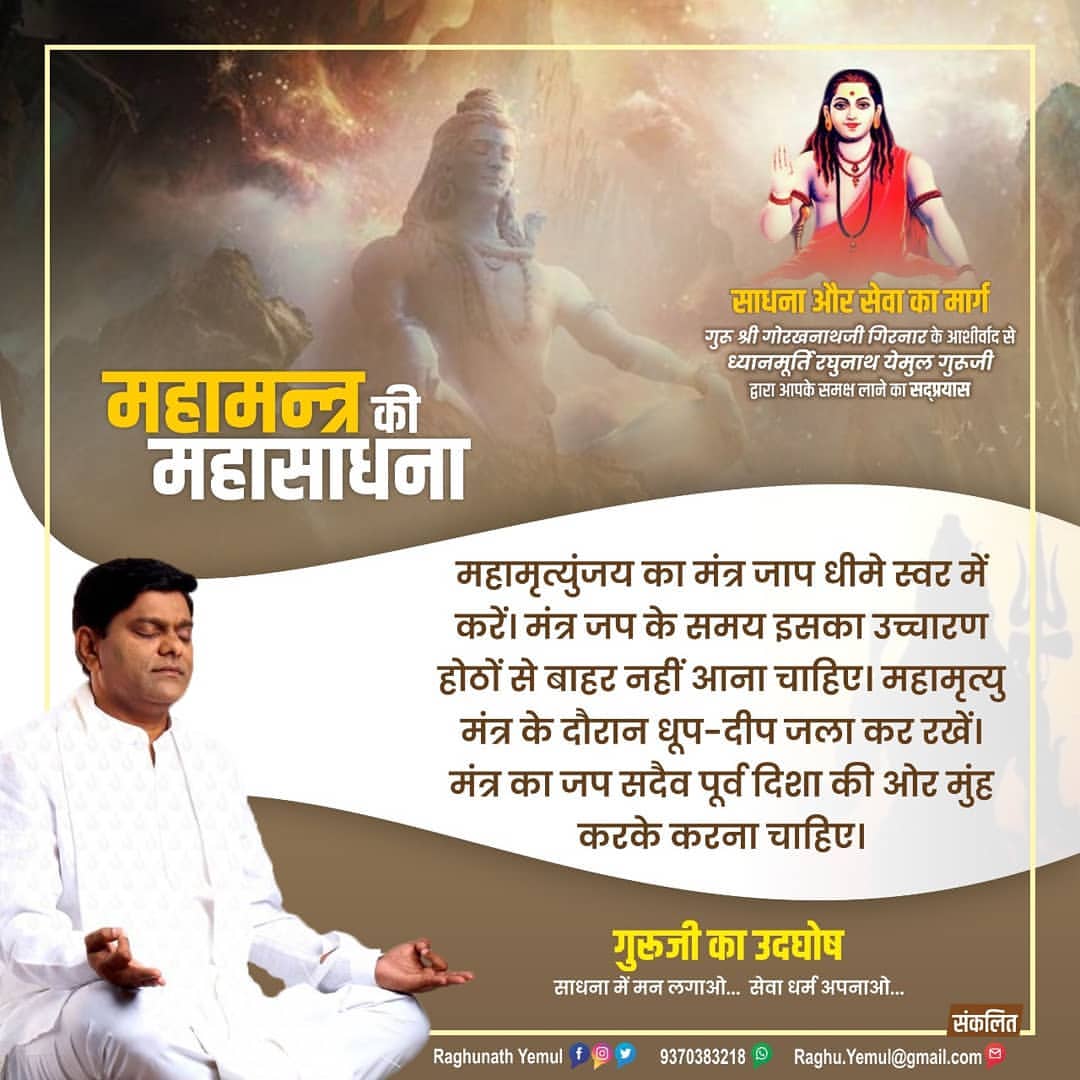 साधना और सेवा का मार्ग
गुरू श्री गोरखनाथजी गिरनार के आशीर्वाद से
ध्यानमूर्ति रघुनाथ येमुल गुरूजी
द्वारा आपके समक्ष लाने का सद्प्रयास
महामन्त्र की
महासाधना
महामृत्युंजय का मंत्र जाप धीमे स्वर में
करें। मंत्र जप के समय इसका उच्चारण
होठों से बाहर नहीं आना चाहिए। महामृत्यु
मंत्र के दौरान धूप-दीप जला कर रखें।
मंत्र का जप सदैव पूर्व दिशा की ओर मुंह
करके करना चाहिए।
गुरूजी का उदघोष
साधना में मन लगाओ... सेवा धर्म अपनाओ...
संकलित
Raghunath Yemul 9370383218 Raghu.Yemul@gmail.com